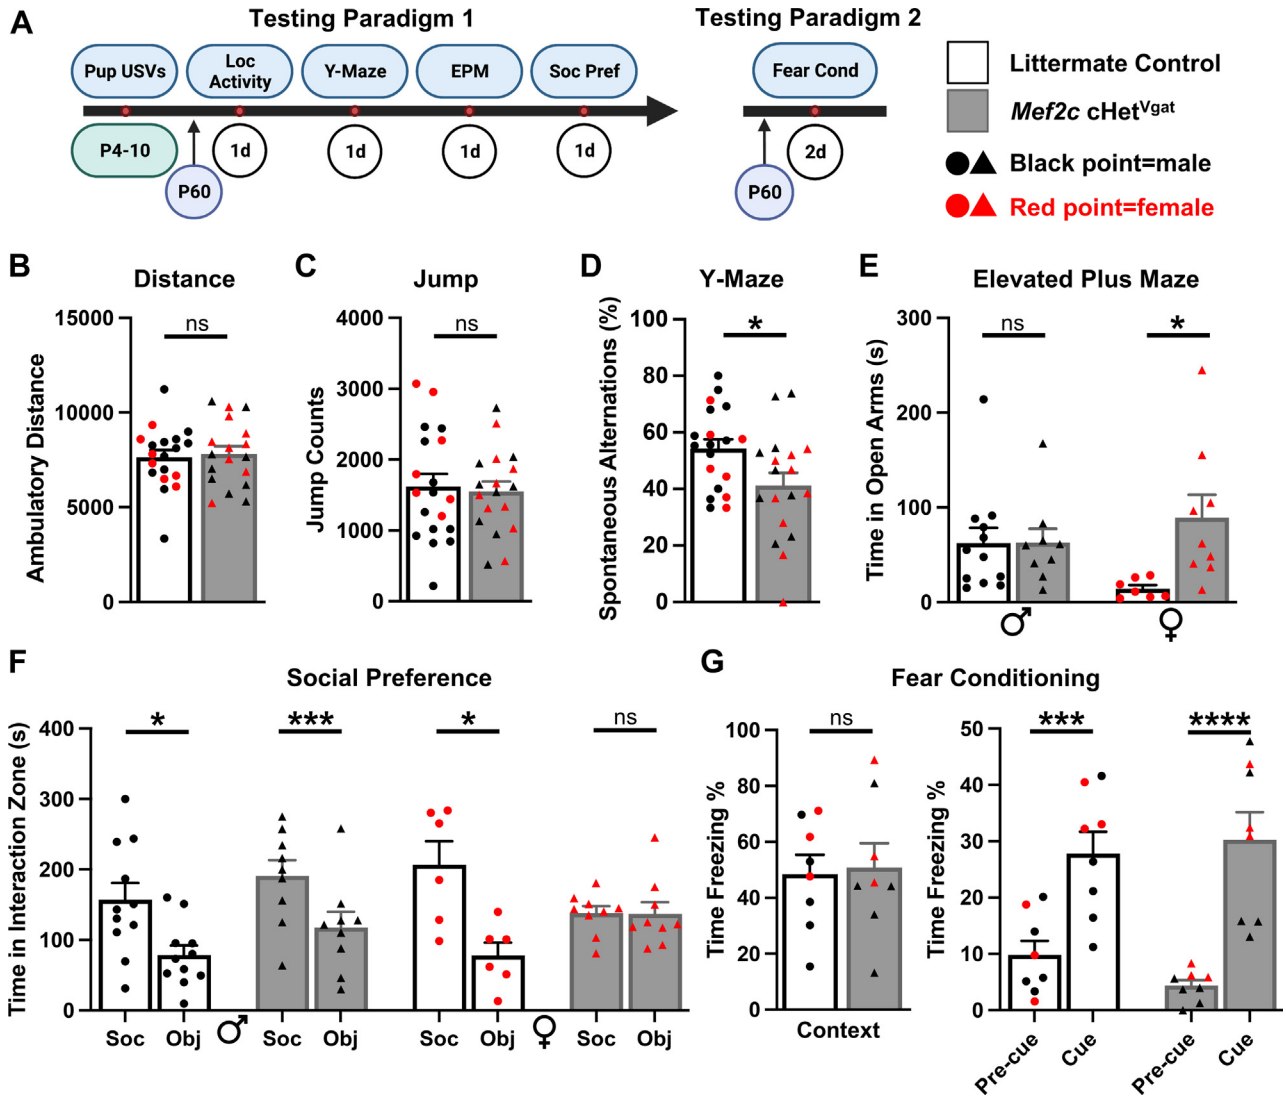 A
Testing Paradigm 1
Testing Paradigm 2
Pup USVs
Loc
Activity
Y-Maze
EPM
Soc Pref
Fear Cond
P4-10
1d
1d
1d
1d
2d
P60
P60
Littermate Control
Mef2c cHetVgat
Black point=male
Red point=female
B
Distance
Ambulatory Distance
15000
10000
5000
0
ns
C
Jump
Jump Counts
4000
3000
2000
1000
0
ns
D
Y-Maze
Spontaneous Alternations (%)
100
80
60
40
20
0
*
E
Elevated Plus Maze
Time in Open Arms (s)
300
200
100
0
ns
*
♂
♀
F
Social Preference
Time in Interaction Zone (s)
400
300
200
100
0
*
***
*
ns
Soc
Obj
♂
Soc
Obj
Soc
Obj
♀
Soc
Obj
G
Fear Conditioning
Time Freezing %
100
80
60
40
20
0
ns
Context
Time Freezing %
50
40
30
20
10
0
***
****
Pre-cue
Cue
Pre-cue
Cue